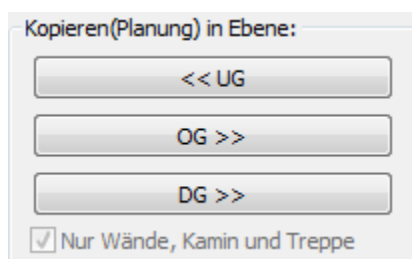 Kopieren(Planung) in Ebene:
<< UG
OG >>
DG >>
Nur Wände, Kamin und Treppe